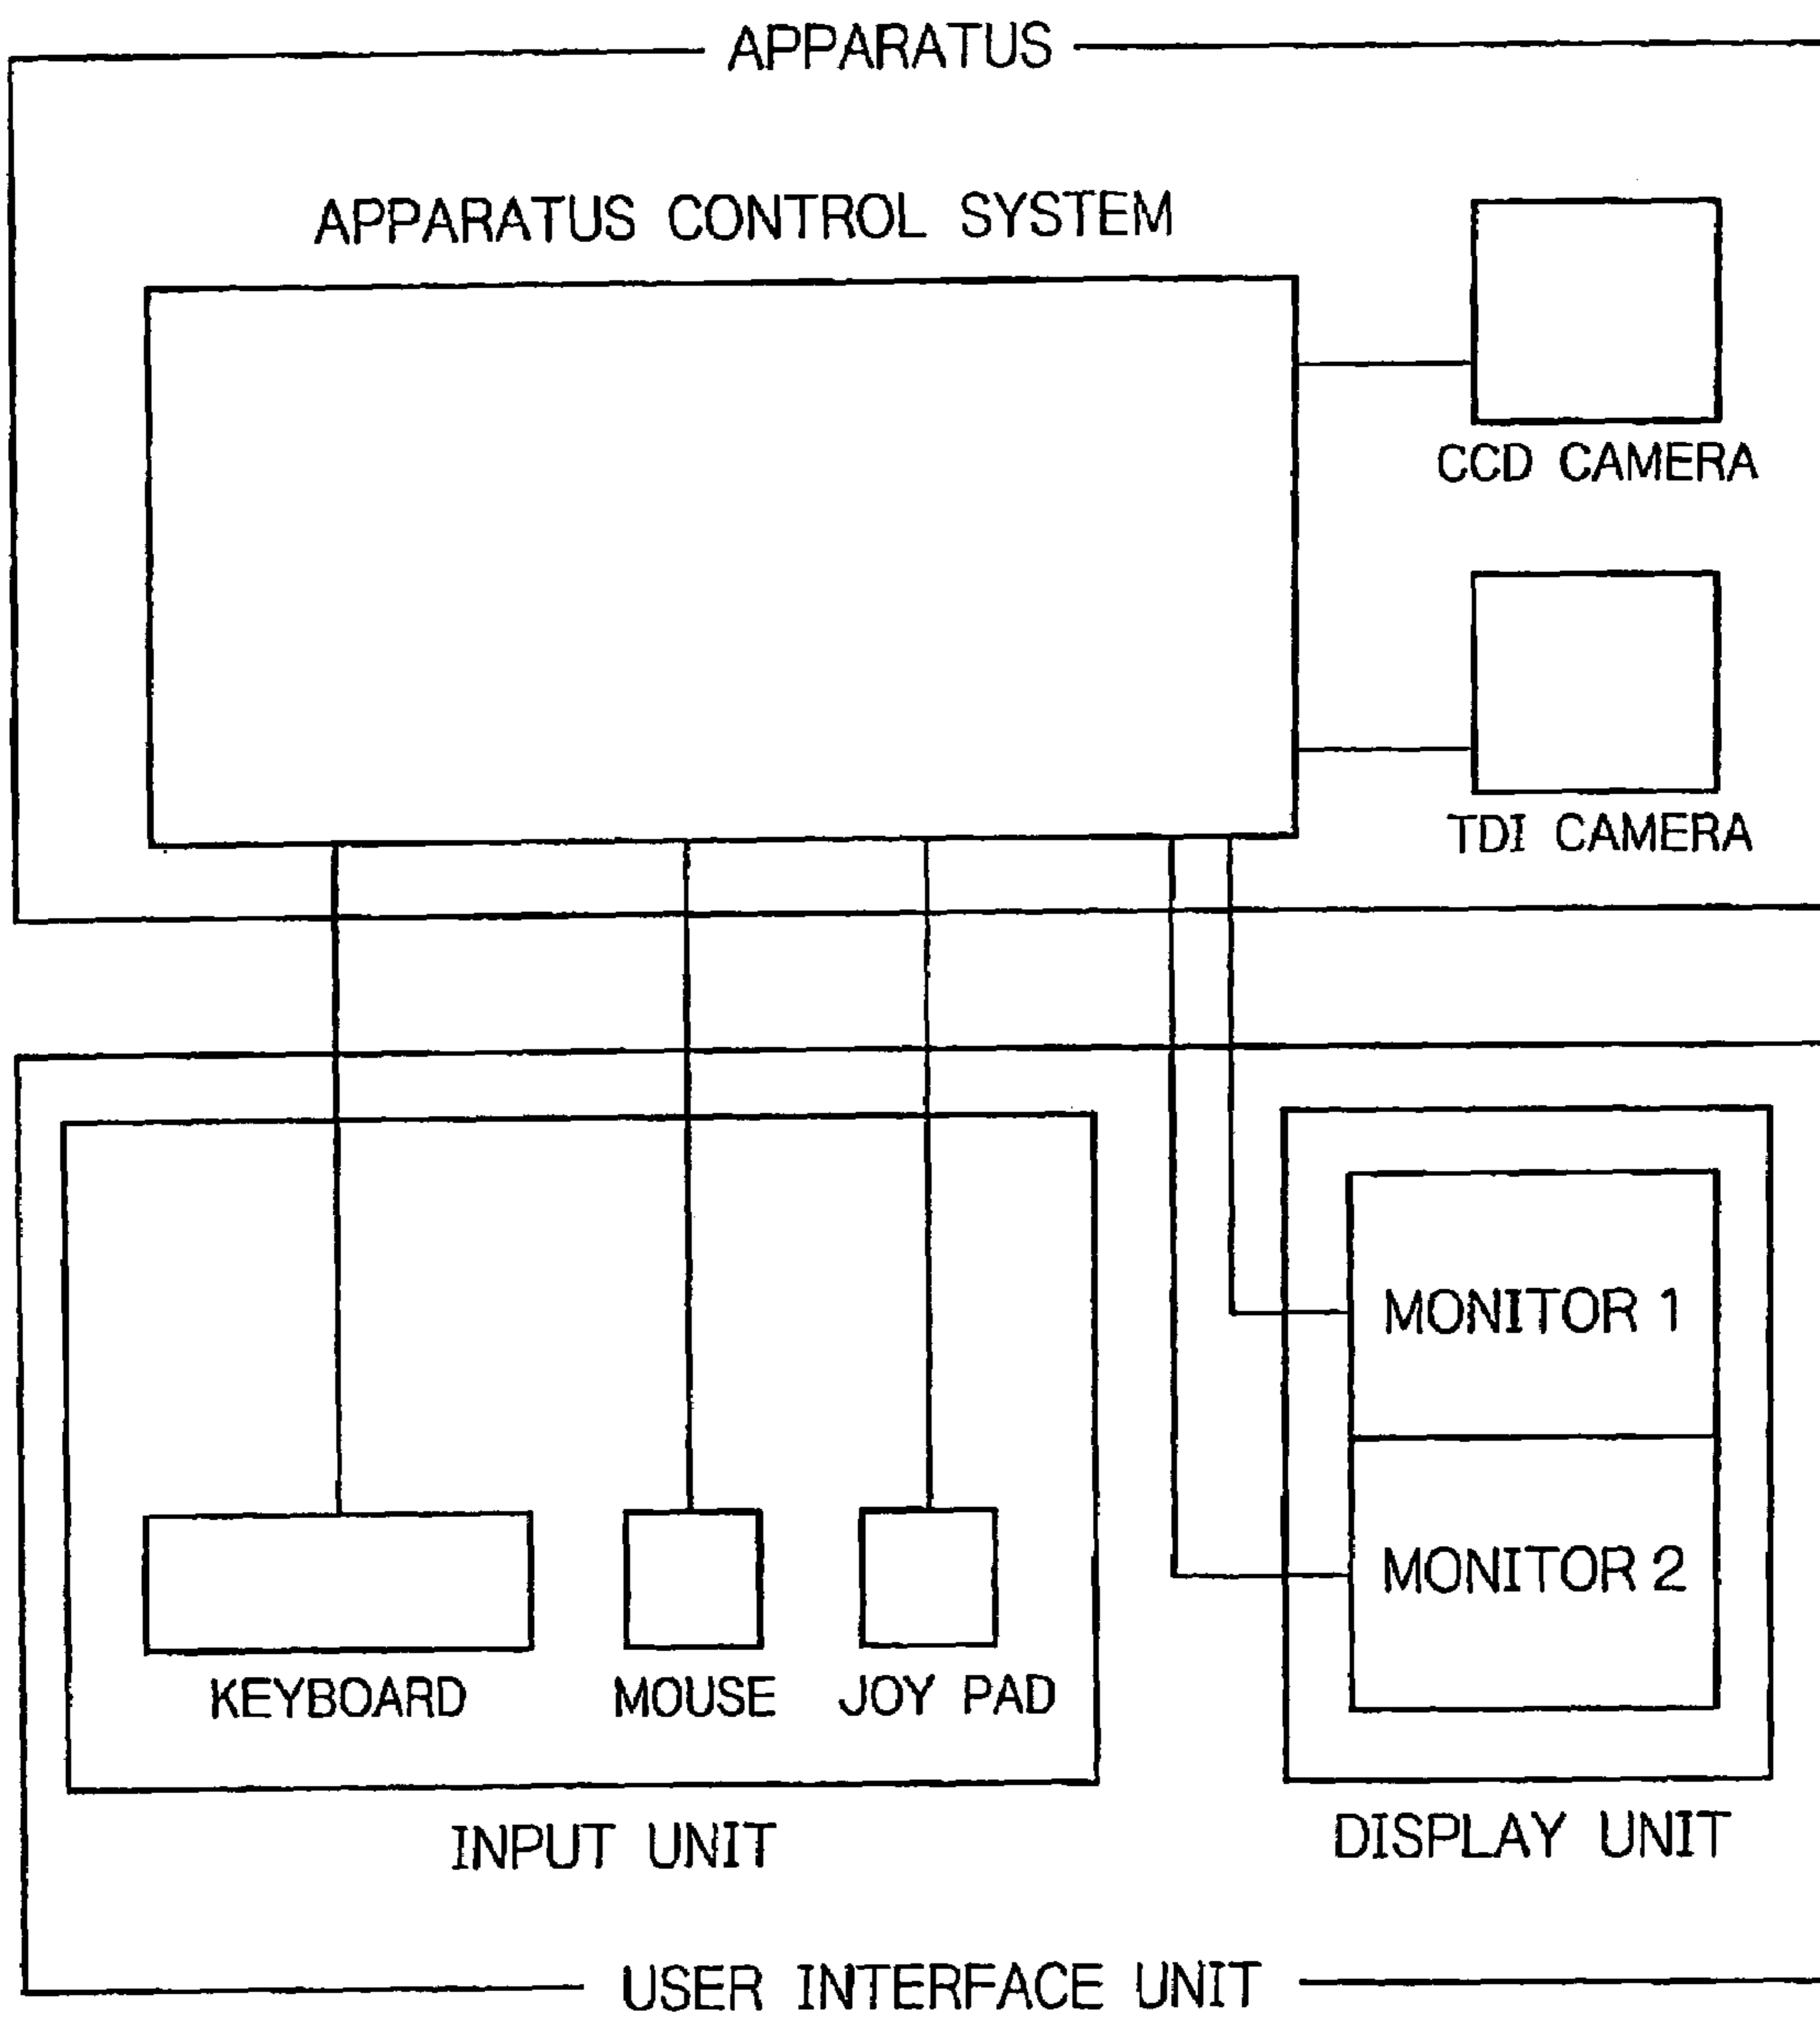 APPARATUS
APPARATUS CONTROL SYSTEM
CCD CAMERA
TDI CAMERA
MONITOR 1
MONITOR 2
KEYBOARD
MOUSE
JOY PAD
INPUT UNIT
DISPLAY UNIT
USER INTERFACE UNIT